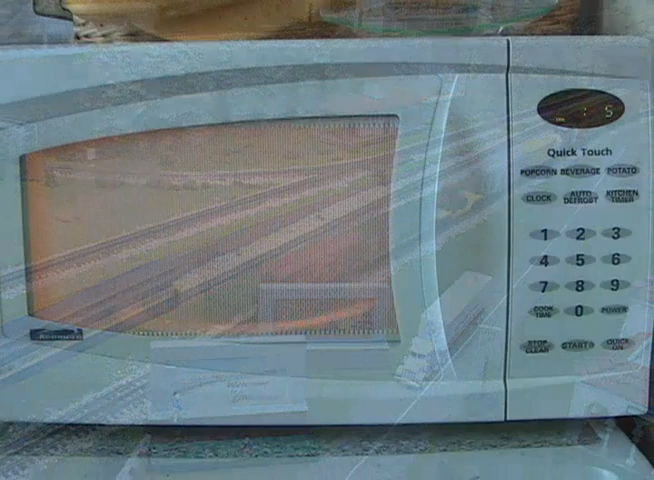 : 5
Quick Touch
POPCORN BEVERAGE POTATO
CLOCK AUTO DEFROST KITCHEN TIMER
1 2 3
4 5 6
7 8 9
COOK TIME 0 POWER
STOP CLEAR START QUICK ON